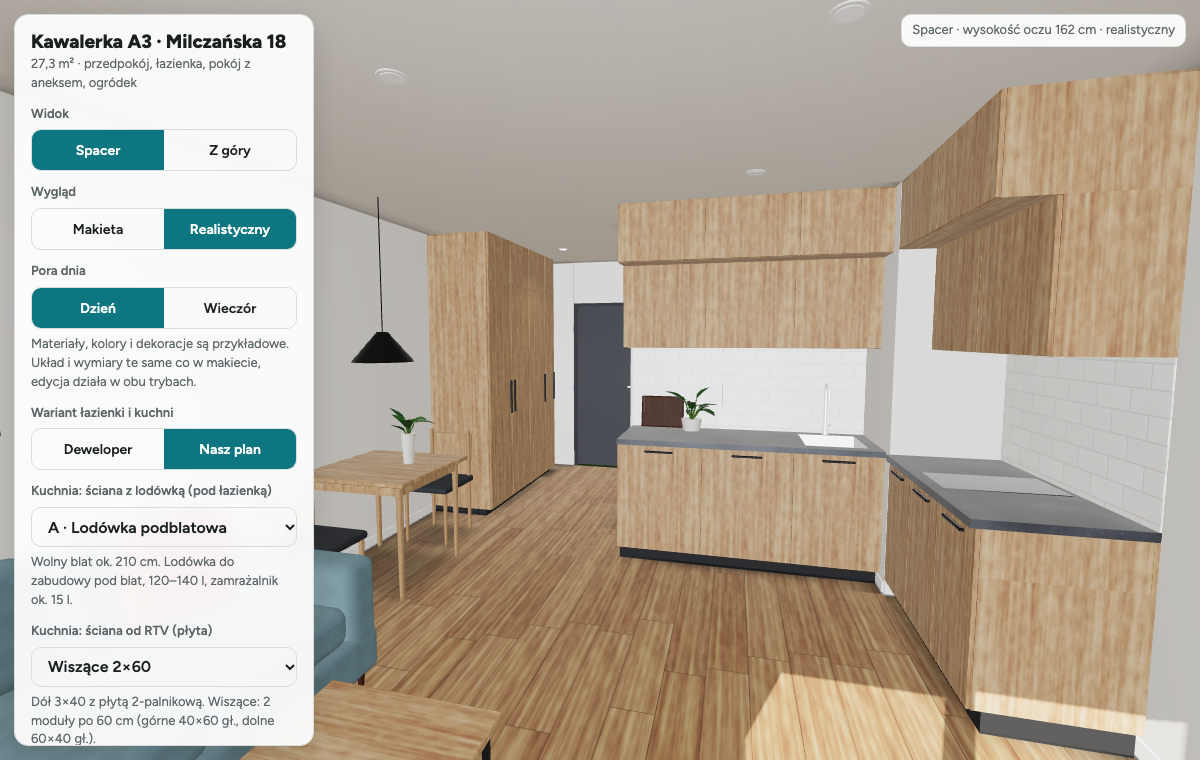 Kawalerka A3 · Milczańska 18
27,3 m² · przedpokój, łazienka, pokój z
aneksem, ogródek
Widok
Spacer
Z góry
Wygląd
Makieta
Realistyczny
Pora dnia
Dzień
Wieczór
Materiały, kolory i dekoracje są przykładowe.
Układ i wymiary te same co w makiecie,
edycja działa w obu trybach.
Wariant łazienki i kuchni
Deweloper
Nasz plan
Kuchnia: ściana z lodówką (pod łazienką)
A · Lodówka podblatowa
Wolny blat ok. 210 cm. Lodówka do
zabudowy pod blat, 120–140 l, zamrażalnik
ok. 15 l.
Kuchnia: ściana od RTV (płyta)
Wiszące 2×60
Dół 3×40 z płytą 2-palnikową. Wiszące: 2
moduły po 60 cm (górne 40×60 gł., dolne
60×40 gł.).
Spacer · wysokość oczu 162 cm · realistyczny